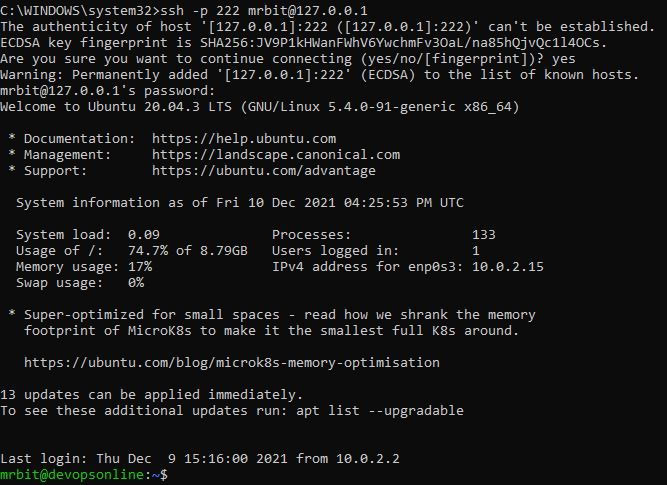 C:\WINDOWS\system32>ssh -p 222 mrbit@127.0.0.1
The authenticity of host '[127.0.0.1]:222 ([127.0.0.1]:222)' can't be established.
ECDSA key fingerprint is SHA256:JV9P1kHWanFWhV6YwchmFv3OaL/na85hQjvQc1l4OCs.
Are you sure you want to continue connecting (yes/no/[fingerprint])? yes
Warning: Permanently added '[127.0.0.1]:222' (ECDSA) to the list of known hosts.
mrbit@127.0.0.1's password:
Welcome to Ubuntu 20.04.3 LTS (GNU/Linux 5.4.0-91-generic x86_64)
* Documentation:  https://help.ubuntu.com
* Management:     https://landscape.canonical.com
* Support:        https://ubuntu.com/advantage
System information as of Fri 10 Dec 2021 04:25:53 PM UTC
System load:  0.09              Processes:               133
Usage of /:   74.7% of 8.79GB   Users logged in:         1
Memory usage: 17%               IPv4 address for enp0s3: 10.0.2.15
Swap usage:   0%
* Super-optimized for small spaces - read how we shrank the memory
footprint of MicroK8s to make it the smallest full K8s around.
https://ubuntu.com/blog/microk8s-memory-optimisation
13 updates can be applied immediately.
To see these additional updates run: apt list --upgradable
Last login: Thu Dec  9 15:16:00 2021 from 10.0.2.2
mrbit@devopsonline:~$